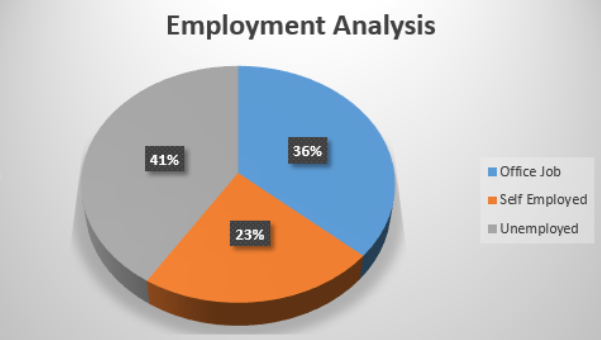 Employment Analysis
41%
36%
23%
Office Job
Self Employed
Unemployed